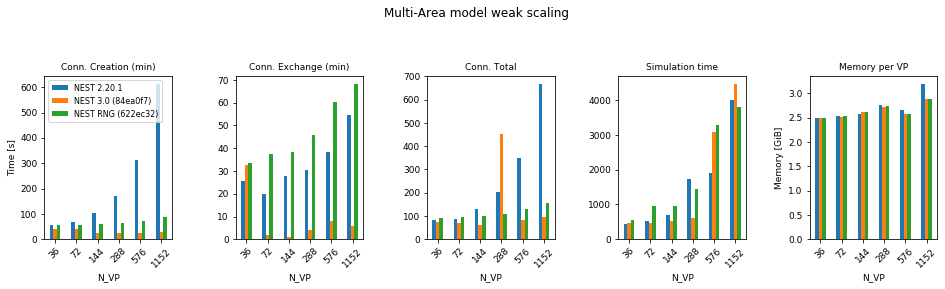 Multi-Area model weak scaling
Conn. Creation (min)
Time [s]
600
500
400
300
200
100
0
NEST 2.20.1
NEST 3.0 (84ea0f7)
NEST RNG (622ec32)
36 72 144 288 576 1152
N_VP
Conn. Exchange (min)
70
60
50
40
30
20
10
0
36 72 144 288 576 1152
N_VP
Conn. Total
700
600
500
400
300
200
100
0
36 72 144 288 576 1152
N_VP
Simulation time
4000
3000
2000
1000
0
36 72 144 288 576 1152
N_VP
Memory per VP
Memory [GiB]
3.0
2.5
2.0
1.5
1.0
0.5
0.0
36 72 144 288 576 1152
N_VP